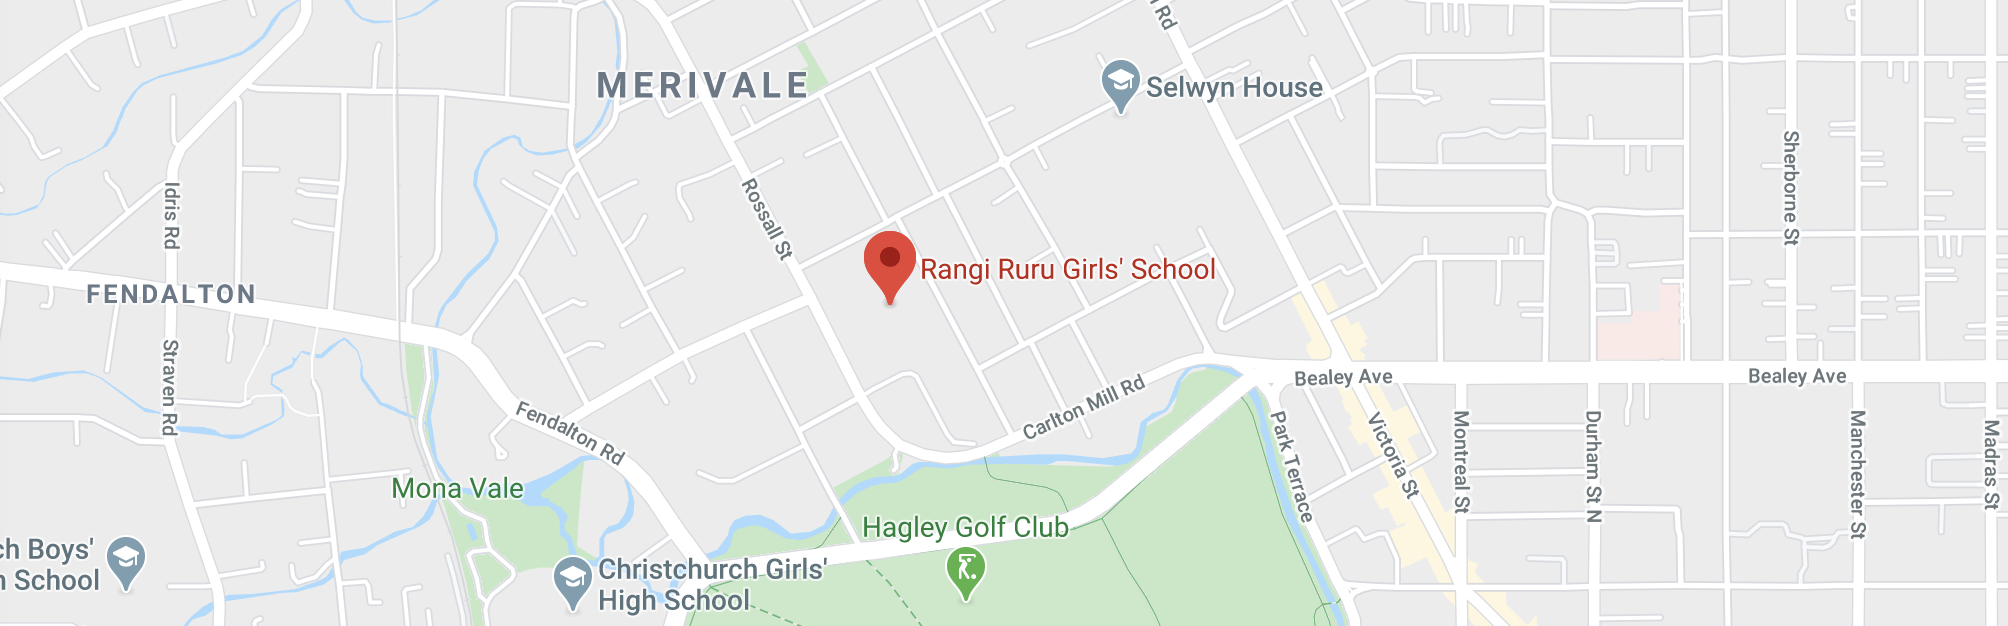 n Rd
MERIVALE
Selwyn House
Idris Rd
Rossall St
Sherborne St
Rangi Ruru Girls' School
FENDALTON
Straven Rd
Bealey Ave
Bealey Ave
Carlton Mill Rd
Fendalton Rd
Park Terrace
Victoria St
Montreal St
Durham St N
Manchester St
Madras St
Mona Vale
Hagley Golf Club
ch Boys'
h School
Christchurch Girls'
High School